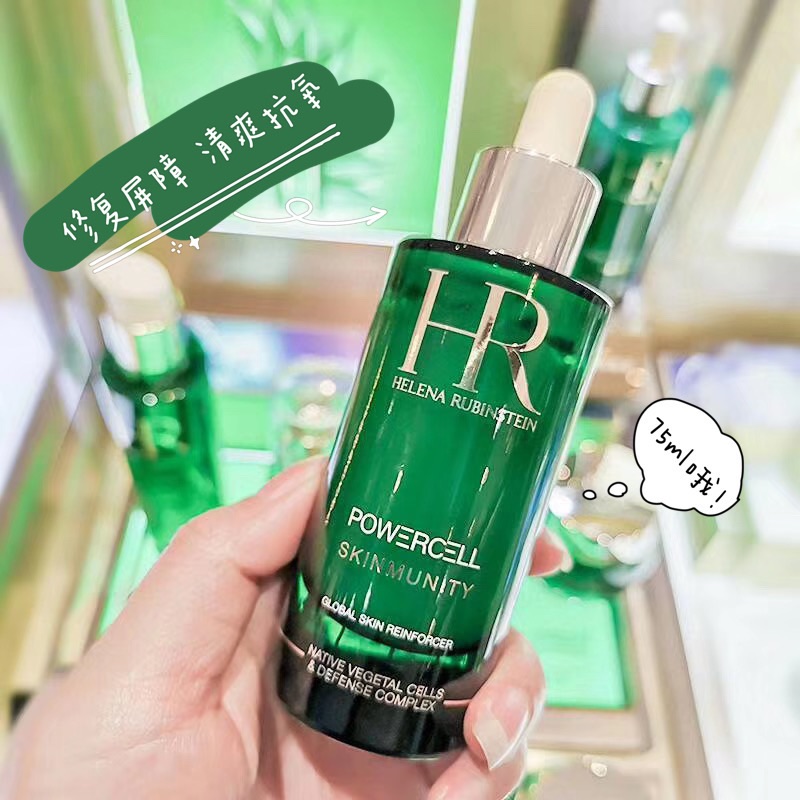 修复屏障 清爽抗氧
HR
HELENA RUBINSTEIN
POWERCELL
SKINMUNITY
GLOBAL SKIN REINFORCER
NATIVE VEGETAL CELLS
& DEFENSE COMPLEX
75ml哦!